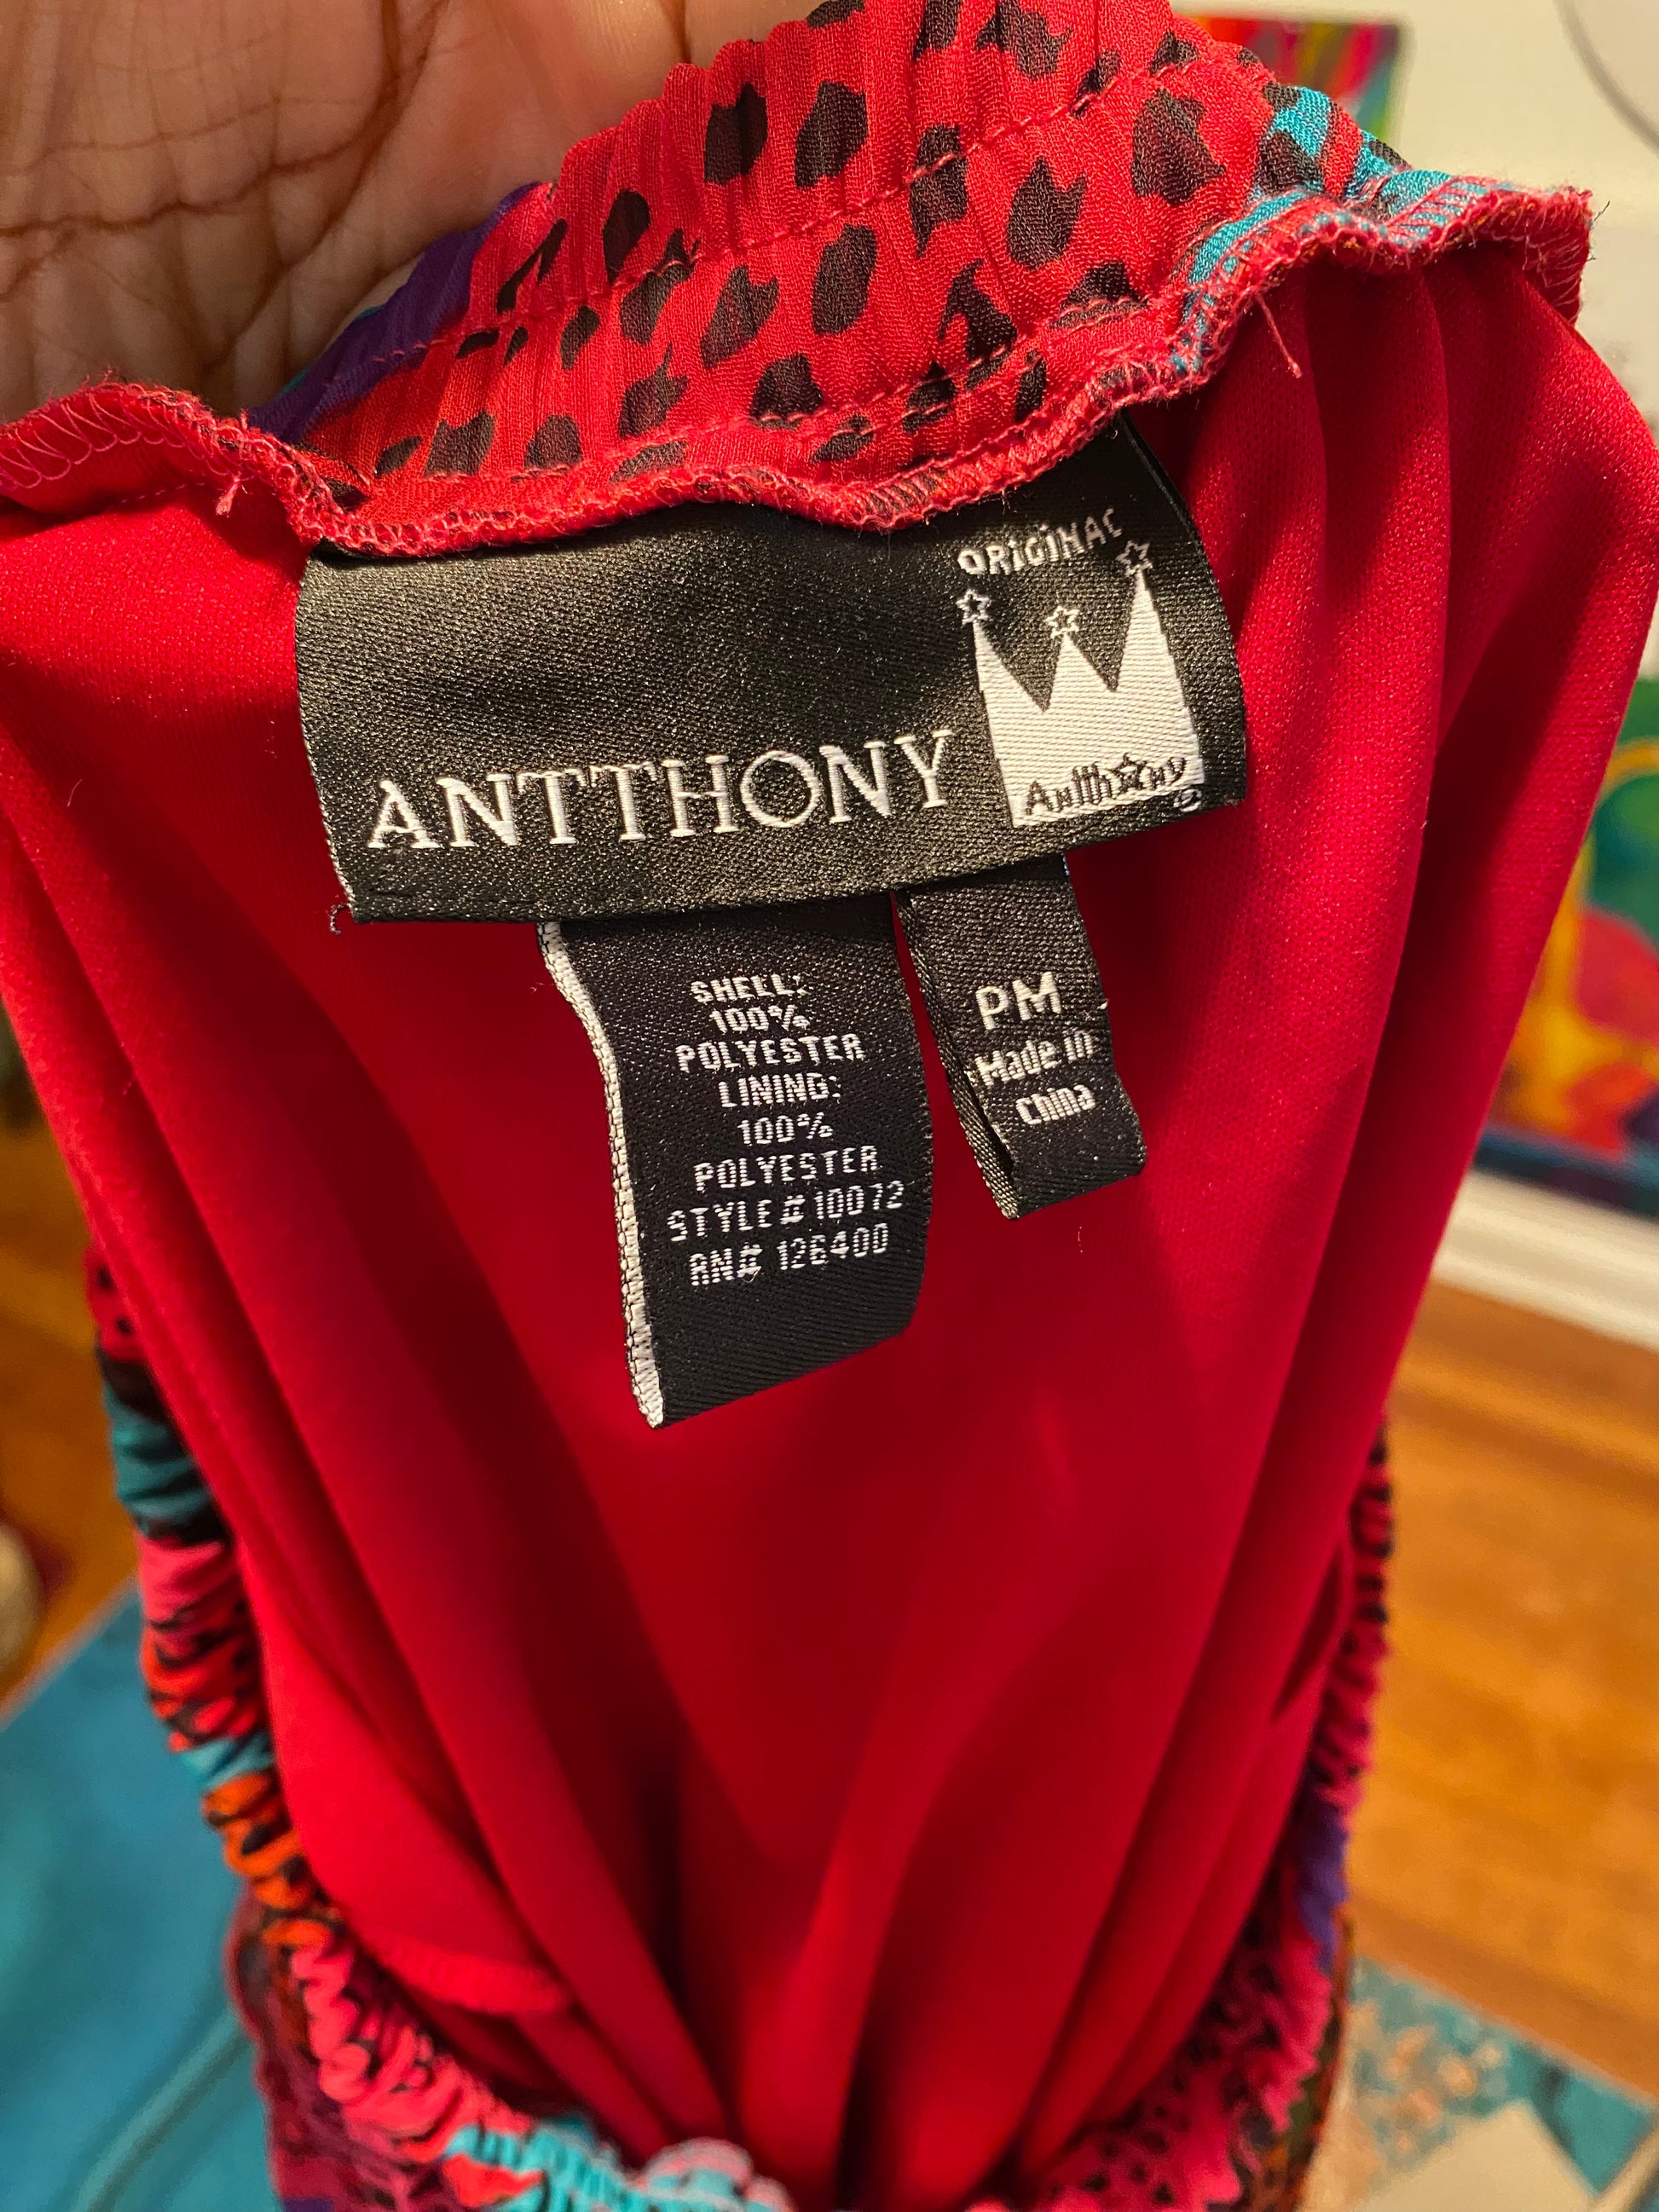 ORiGiNAL
ANTTHONY
Antthony
®
SHELL:
100%
POLYESTER
LINING:
100%
POLYESTER
STYLE# 10072
RN# 126400
PM
Made in
China